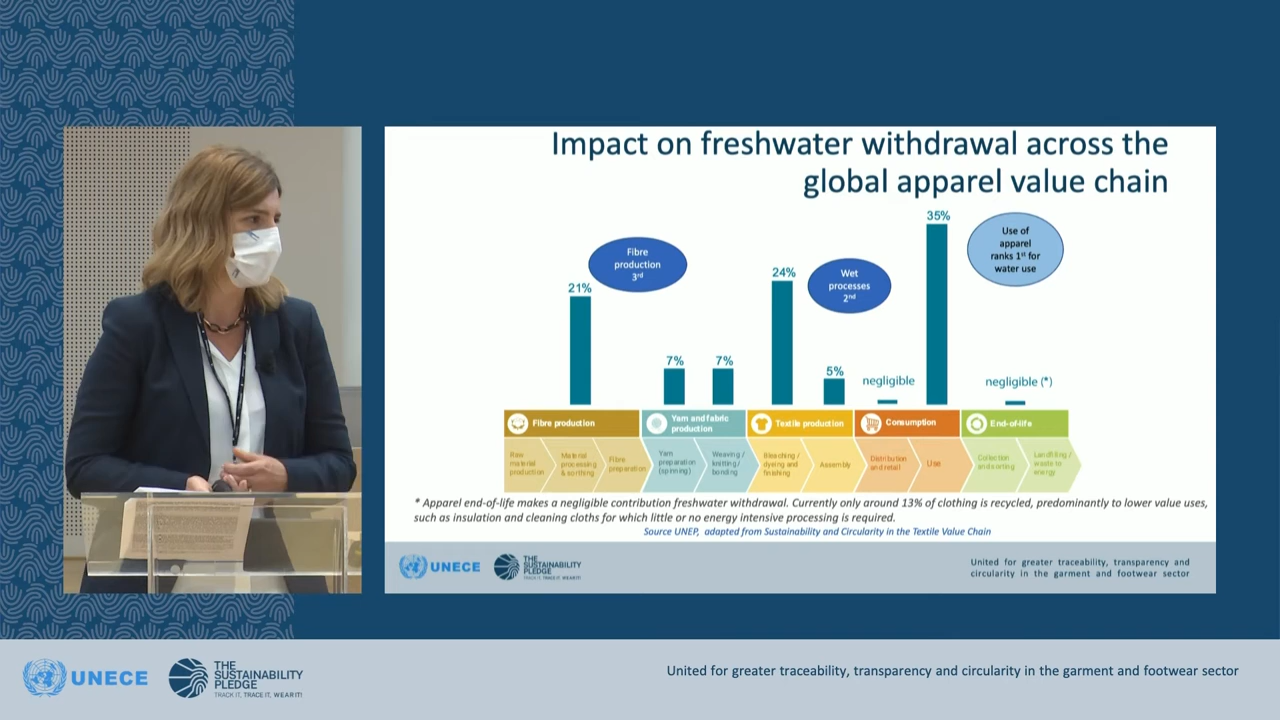 Impact on freshwater withdrawal across the
global apparel value chain
35%
Use of
apparel
ranks 1st for
water use
Fibre
production
3rd
24%
Wet
processes
2nd
21%
7%
7%
5%
negligible
negligible (*)
Fibre production
Yarn and fabric
production
Textile production
Consumption
End-of-life
Raw
material
production
Material
processing
& sorthing
Fibre
preparation
Yarn
preparation
(spinning)
Weaving /
knitting /
bonding
Bleaching /
dyeing and
finishing
Assembly
Distribution
and retail
Use
Collection
and sorting
Landfilling /
waste to
energy
* Apparel end-of-life makes a negligible contribution freshwater withdrawal. Currently only around 13% of clothing is recycled, predominantly to lower value uses,
such as insulation and cleaning cloths for which little or no energy intensive processing is required.
Source UNEP, adapted from Sustainability and Circularity in the Textile Value Chain
UNECE
THE
SUSTAINABILITY
PLEDGE
TRACK IT, TRACE IT, WEAR IT!
United for greater traceability, transparency and
circularity in the garment and footwear sector
UNECE
THE
SUSTAINABILITY
PLEDGE
TRACK IT, TRACE IT, WEAR IT!
United for greater traceability, transparency and circularity in the garment and footwear sector